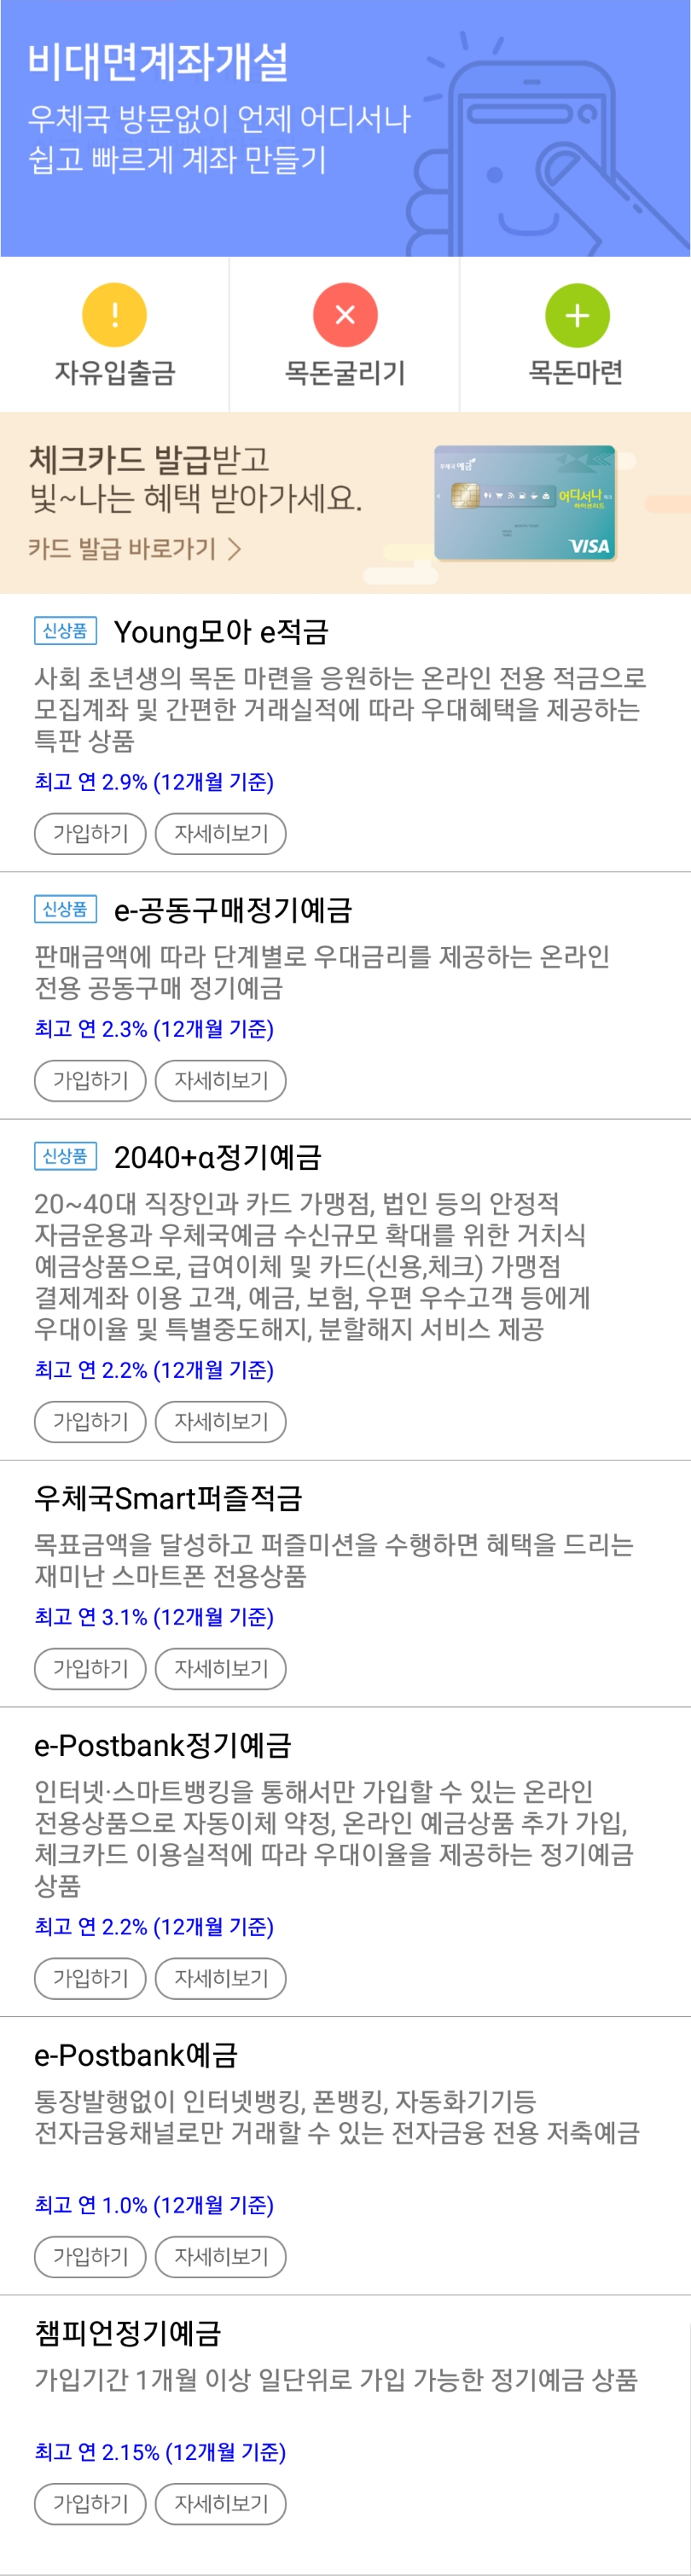 비대면계좌개설
우체국 방문없이 언제 어디서나
쉽고 빠르게 계좌 만들기
자유입출금
목돈굴리기
목돈마련
체크카드 발급받고
빛~나는 혜택 받아가세요.
카드 발급 바로가기 >
우체국 예금
어디서나
하이브리드
VISA
신상품 Young모아 e적금
사회 초년생의 목돈 마련을 응원하는 온라인 전용 적금으로
모집계좌 및 간편한 거래실적에 따라 우대혜택을 제공하는
특판 상품
최고 연 2.9% (12개월 기준)
가입하기 자세히보기
신상품 e-공동구매정기예금
판매금액에 따라 단계별로 우대금리를 제공하는 온라인
전용 공동구매 정기예금
최고 연 2.3% (12개월 기준)
가입하기 자세히보기
신상품 2040+α정기예금
20~40대 직장인과 카드 가맹점, 법인 등의 안정적
자금운용과 우체국예금 수신규모 확대를 위한 거치식
예금상품으로, 급여이체 및 카드(신용,체크) 가맹점
결제계좌 이용 고객, 예금, 보험, 우편 우수고객 등에게
우대이율 및 특별중도해지, 분할해지 서비스 제공
최고 연 2.2% (12개월 기준)
가입하기 자세히보기
우체국Smart퍼즐적금
목표금액을 달성하고 퍼즐미션을 수행하면 혜택을 드리는
재미난 스마트폰 전용상품
최고 연 3.1% (12개월 기준)
가입하기 자세히보기
e-Postbank정기예금
인터넷·스마트뱅킹을 통해서만 가입할 수 있는 온라인
전용상품으로 자동이체 약정, 온라인 예금상품 추가 가입,
체크카드 이용실적에 따라 우대이율을 제공하는 정기예금
상품
최고 연 2.2% (12개월 기준)
가입하기 자세히보기
e-Postbank예금
통장발행없이 인터넷뱅킹, 폰뱅킹, 자동화기기등
전자금융채널로만 거래할 수 있는 전자금융 전용 저축예금
최고 연 1.0% (12개월 기준)
가입하기 자세히보기
챔피언정기예금
가입기간 1개월 이상 일단위로 가입 가능한 정기예금 상품
최고 연 2.15% (12개월 기준)
가입하기 자세히보기